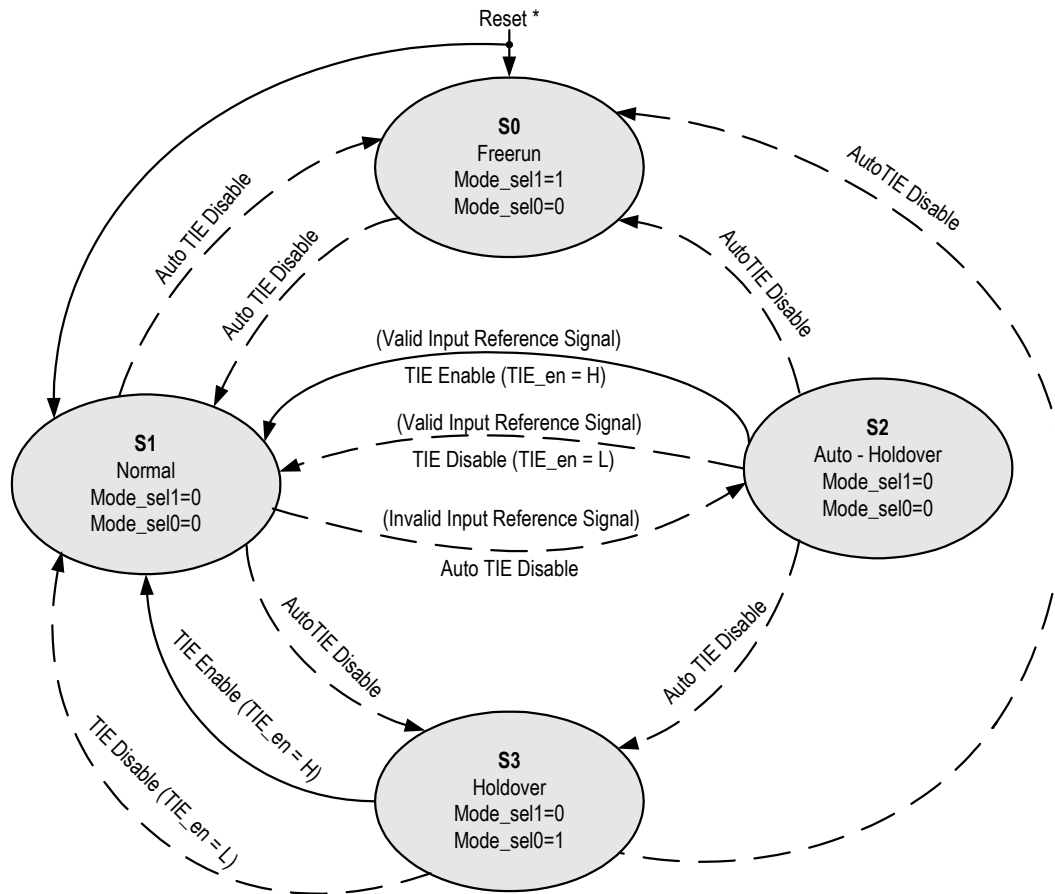 Reset *
S0
Freerun
Mode_sel1=1
Mode_sel0=0
Auto TIE Disable
Auto TIE Disable
AutoTIE Disable
AutoTIE Disable
(Valid Input Reference Signal)
TIE Enable (TIE_en = H)
(Valid Input Reference Signal)
TIE Disable (TIE_en = L)
(Invalid Input Reference Signal)
Auto TIE Disable
S1
Normal
Mode_sel1=0
Mode_sel0=0
S2
Auto - Holdover
Mode_sel1=0
Mode_sel0=0
AutoTIE Disable
Auto TIE Disable
TIE Enable (TIE_en = H)
TIE Disable (TIE_en = L)
S3
Holdover
Mode_sel1=0
Mode_sel0=1